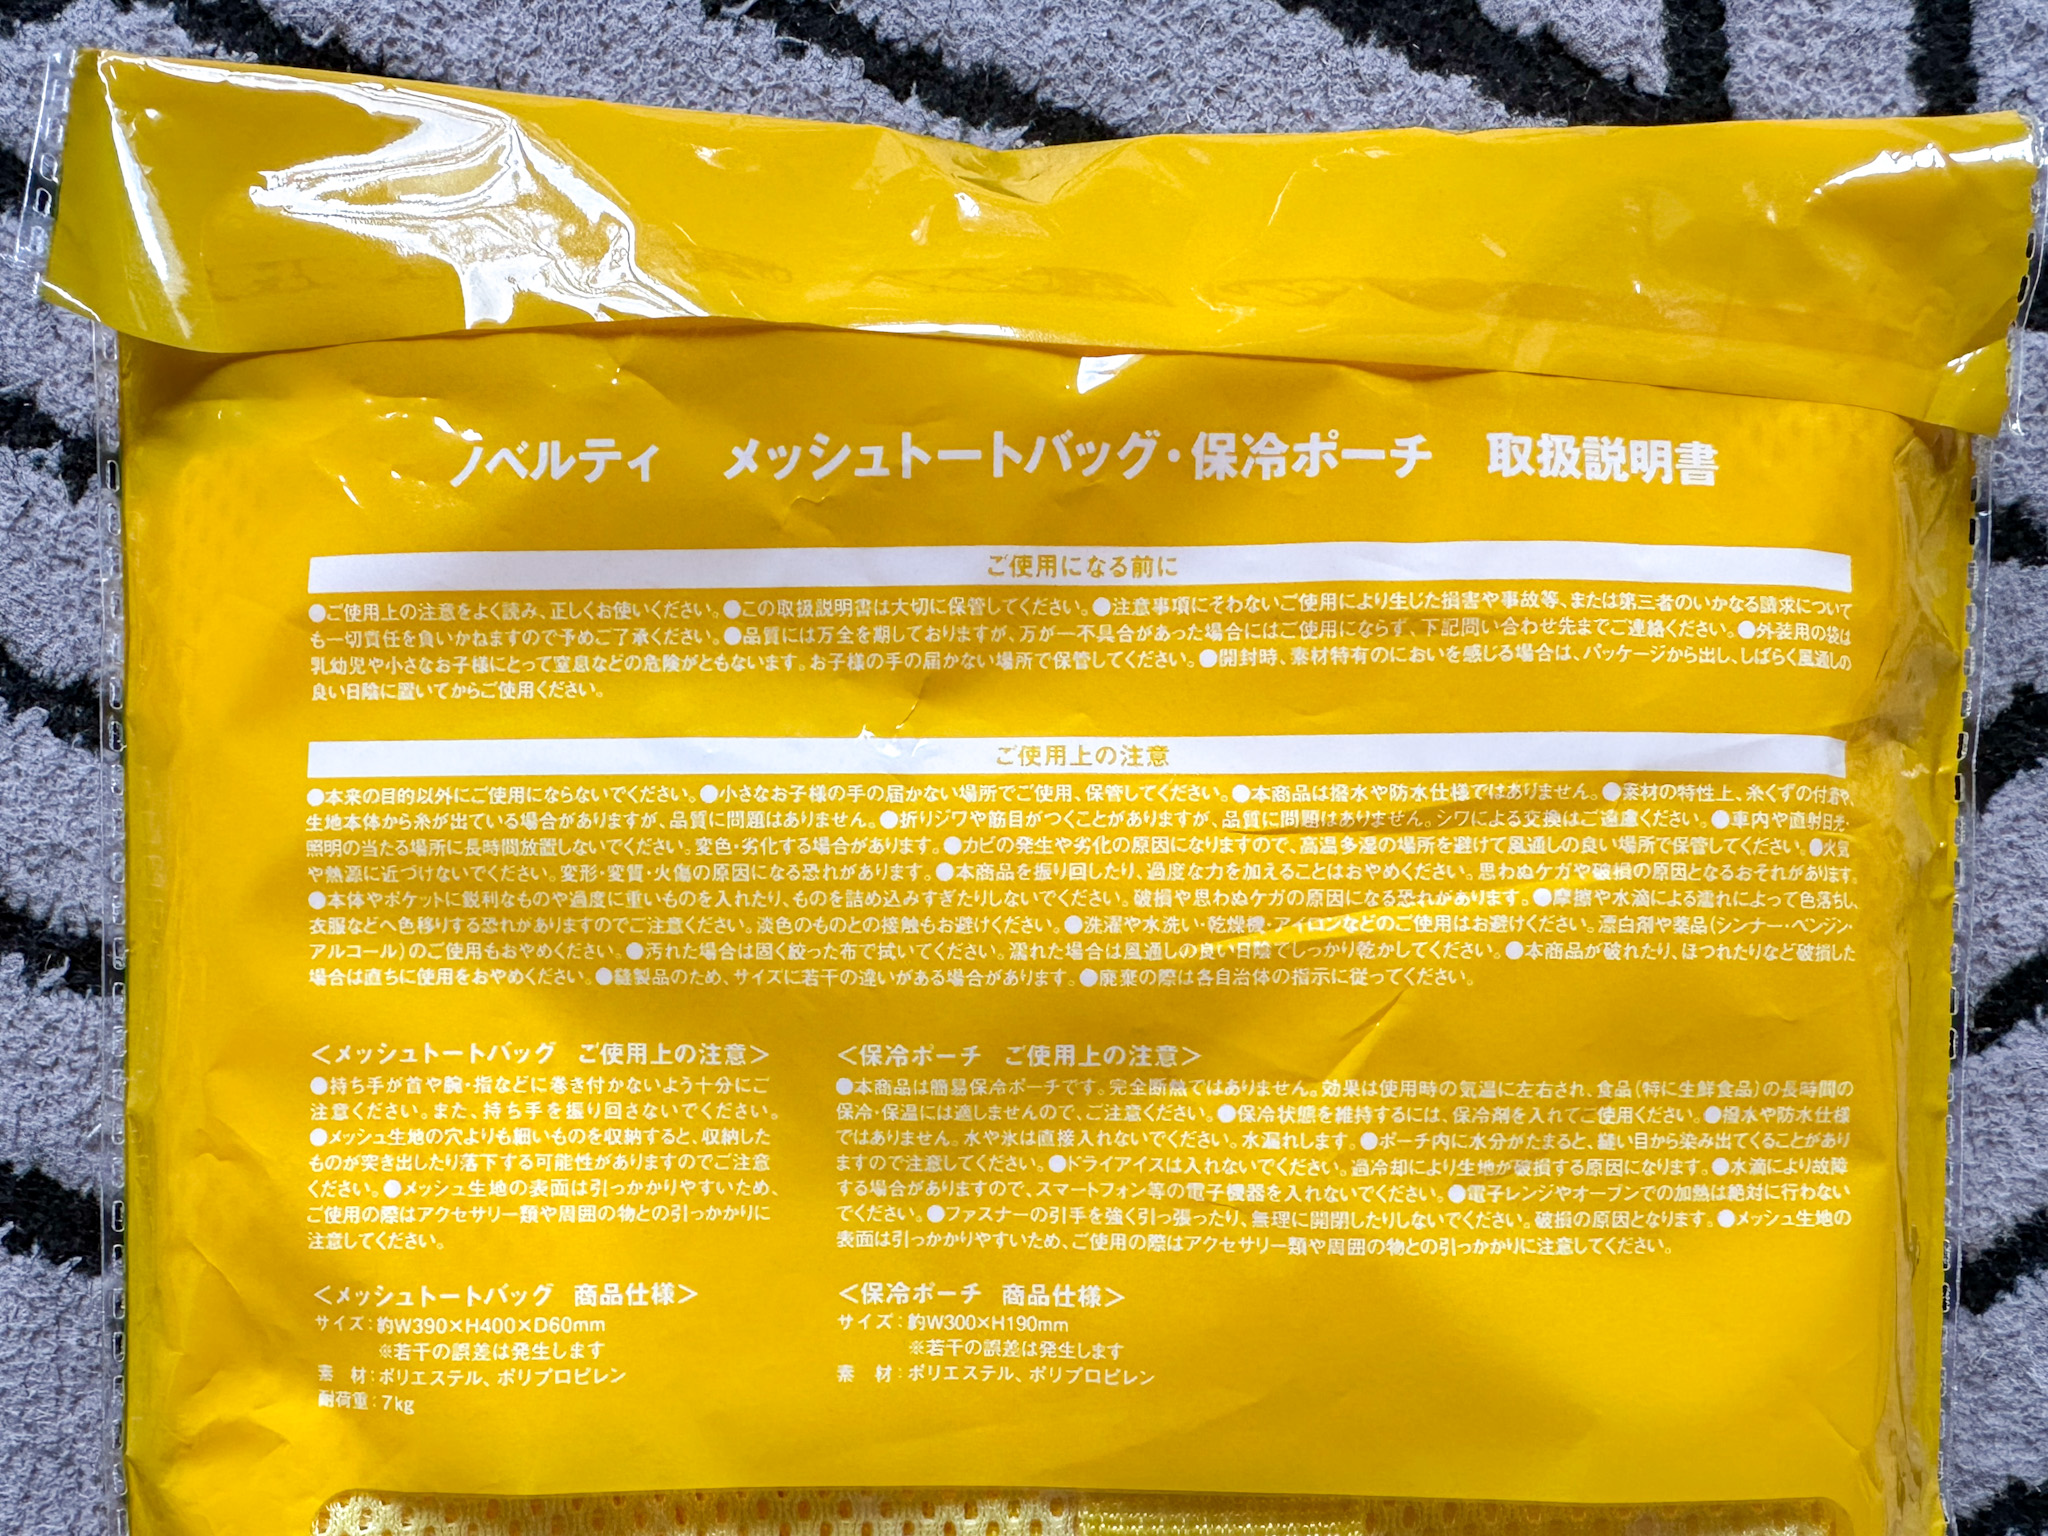 ノベルティ　メッシュトートバッグ・保冷ポーチ　取扱説明書
ご使用になる前に
●ご使用上の注意をよく読み、正しくお使いください。●この取扱説明書は大切に保管してください。●注意事項にそわないご使用により生じた損害や事故等、または第三者のいかなる請求について
も一切責任を負いかねますので予めご了承ください。●品質には万全を期しておりますが、万が一不具合があった場合にはご使用にならず、下記問い合わせ先までご連絡ください。●外装用の袋は
乳幼児や小さなお子様にとって窒息などの危険がともないます。お子様の手の届かない場所で保管してください。●開封時、素材特有のにおいを感じる場合は、パッケージから出し、しばらく風通しの
良い日陰に置いてからご使用ください。
ご使用上の注意
●本来の目的以外にご使用にならないでください。●小さなお子様の手の届かない場所でご使用、保管してください。●本商品は撥水や防水仕様ではありません。●素材の特性上、糸くずの付着や、
生地本体から糸が出ている場合がありますが、品質に問題はありません。●折りジワや筋目がつくことがありますが、品質に問題はありません。シワによる交換はご遠慮ください。●車内や直射日光・
照明の当たる場所に長時間放置しないでください。変色・劣化する場合があります。●カビの発生や劣化の原因になりますので、高温多湿の場所を避けて風通しの良い場所で保管してください。●火気
や熱源に近づけないでください。変形・変質・火傷の原因になる恐れがあります。●本商品を振り回したり、過度な力を加えることはおやめください。思わぬケガや破損の原因となるおそれがあります。
●本体やポケットに鋭利なものや過度に重いものを入れたり、ものを詰め込みすぎたりしないでください。破損や思わぬケガの原因になる恐れがあります。●摩擦や水滴による濡れによって色落ちし、
衣服などへ色移りする恐れがありますのでご注意ください。淡色のものとの接触もお避けください。●洗濯や水洗い・乾燥機・アイロンなどのご使用はお避けください。漂白剤や薬品(シンナー・ベンジン・
アルコール)のご使用もおやめください。●汚れた場合は固く絞った布で拭いてください。濡れた場合は風通しの良い日陰でしっかり乾かしてください。●本商品が破れたり、ほつれたりなど破損した
場合は直ちに使用をおやめください。●縫製品のため、サイズに若干の違いがある場合があります。●廃棄の際は各自治体の指示に従ってください。
＜メッシュトートバッグ　ご使用上の注意＞
●持ち手が首や腕・指などに巻き付かないよう十分にご
注意ください。また、持ち手を振り回さないでください。
●メッシュ生地の穴よりも細いものを収納すると、収納した
ものが突き出したり落下する可能性がありますのでご注意
ください。●メッシュ生地の表面は引っかかりやすいため、
ご使用の際はアクセサリー類や周囲の物との引っかかりに
注意してください。
＜メッシュトートバッグ　商品仕様＞
サイズ：約W390×H400×D60mm
※若干の誤差は発生します
素　材：ポリエステル、ポリプロピレン
耐荷重：7kg
＜保冷ポーチ　ご使用上の注意＞
●本商品は簡易保冷ポーチです。完全断熱ではありません。効果は使用時の気温に左右され、食品(特に生鮮食品)の長時間の
保冷・保温には適しませんので、ご注意ください。●保冷状態を維持するには、保冷剤を入れてご使用ください。●撥水や防水仕様
ではありません。水や氷は直接入れないでください。水漏れします。●ポーチ内に水分がたまると、縫い目から染み出てくることがあり
ますので注意してください。●ドライアイスは入れないでください。過冷却により生地が破損する原因になります。●水滴により故障
する場合がありますので、スマートフォン等の電子機器を入れないでください。●電子レンジやオーブンでの加熱は絶対に行わない
でください。●ファスナーの引手を強く引っ張ったり、無理に開閉したりしないでください。破損の原因となります。●メッシュ生地の
表面は引っかかりやすいため、ご使用の際はアクセサリー類や周囲の物との引っかかりに注意してください。
＜保冷ポーチ　商品仕様＞
サイズ：約W300×H190mm
※若干の誤差は発生します
素　材：ポリエステル、ポリプロピレン